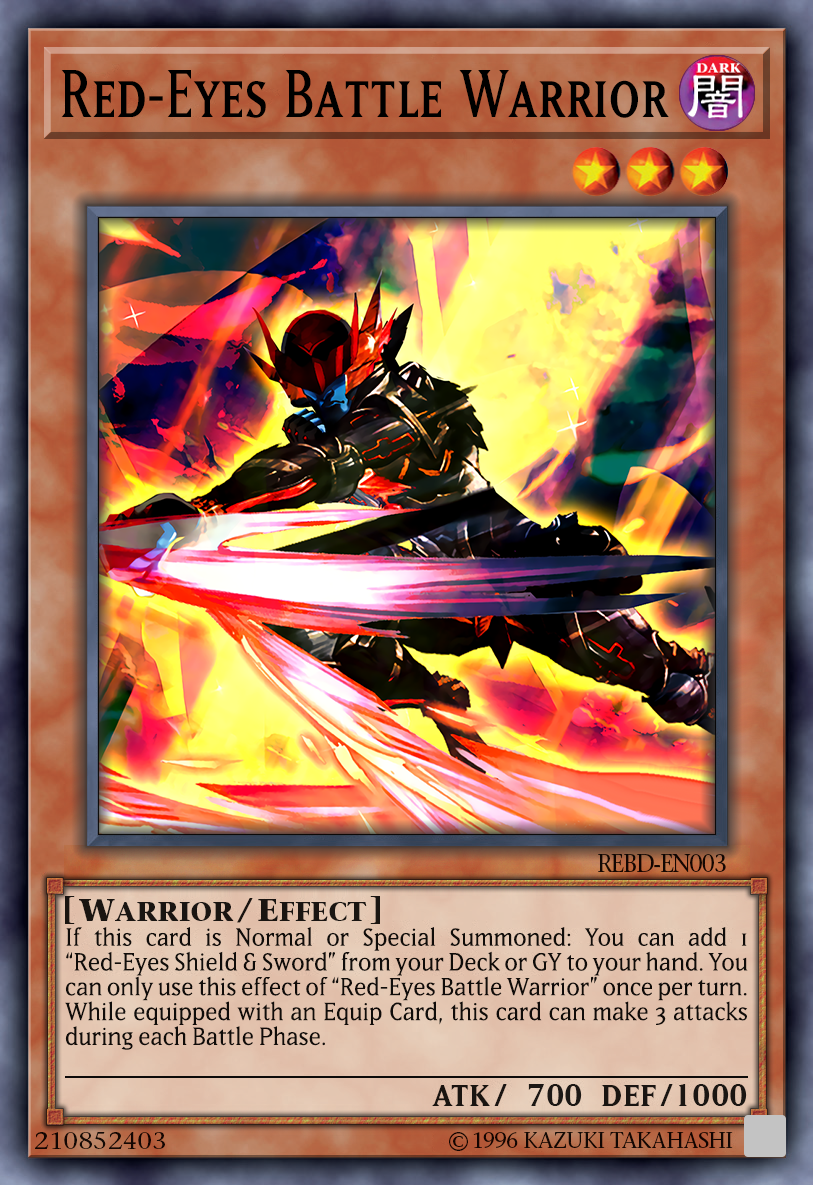 Red-Eyes Battle Warrior
DARK
闇
REBD-EN003
[Warrior/Effect]
If this card is Normal or Special Summoned: You can add 1
“Red-Eyes Shield & Sword” from your Deck or GY to your hand. You
can only use this effect of “Red-Eyes Battle Warrior” once per turn.
While equipped with an Equip Card, this card can make 3 attacks
during each Battle Phase.
ATK/ 700 DEF/1000
210852403
© 1996 KAZUKI TAKAHASHI